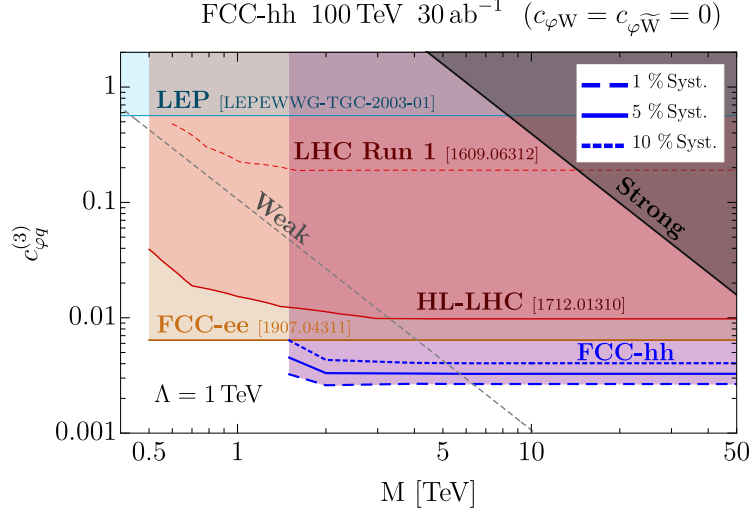 FCC-hh 100 TeV 30 ab⁻¹ (c_φW = c_φW̃ = 0)
1
LEP [LEPEWWG-TGC-2003-01]
1 % Syst.
5 % Syst.
10 % Syst.
LHC Run 1 [1609.06312]
0.1
Weak
Strong
c_φq^(3)
HL-LHC [1712.01310]
0.01
FCC-ee [1907.04311]
FCC-hh
Λ = 1 TeV
0.001
0.5 1 5 10 50
M [TeV]